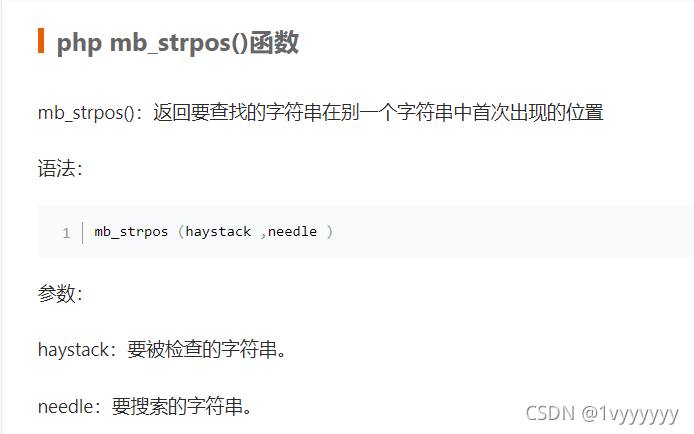 php mb_strpos()函数
mb_strpos()：返回要查找的字符串在别一个字符串中首次出现的位置
语法：
1 mb_strpos (haystack ,needle )
参数：
haystack：要被检查的字符串。
needle：要搜索的字符串。
CSDN @1vyyyyyy